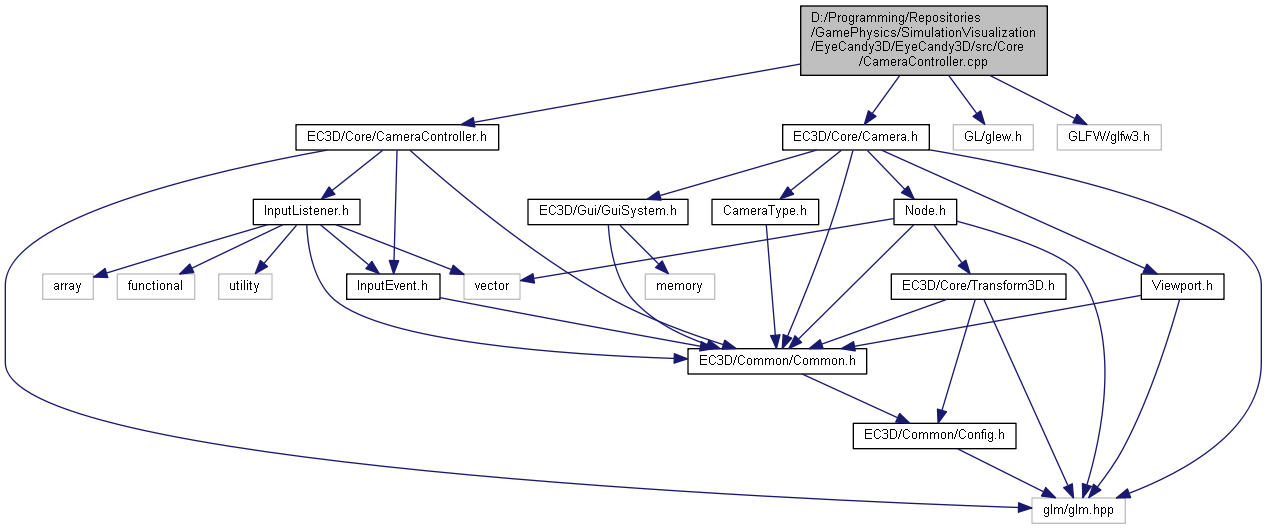 D:/Programming/Repositories
/GamePhysics/SimulationVisualization
/EyeCandy3D/EyeCandy3D/src/Core
/CameraController.cpp
EC3D/Core/CameraController.h
EC3D/Core/Camera.h
GL/glew.h
GLFW/glfw3.h
InputListener.h
EC3D/Gui/GuiSystem.h
CameraType.h
Node.h
array
functional
utility
InputEvent.h
vector
memory
EC3D/Core/Transform3D.h
Viewport.h
EC3D/Common/Common.h
EC3D/Common/Config.h
glm/glm.hpp